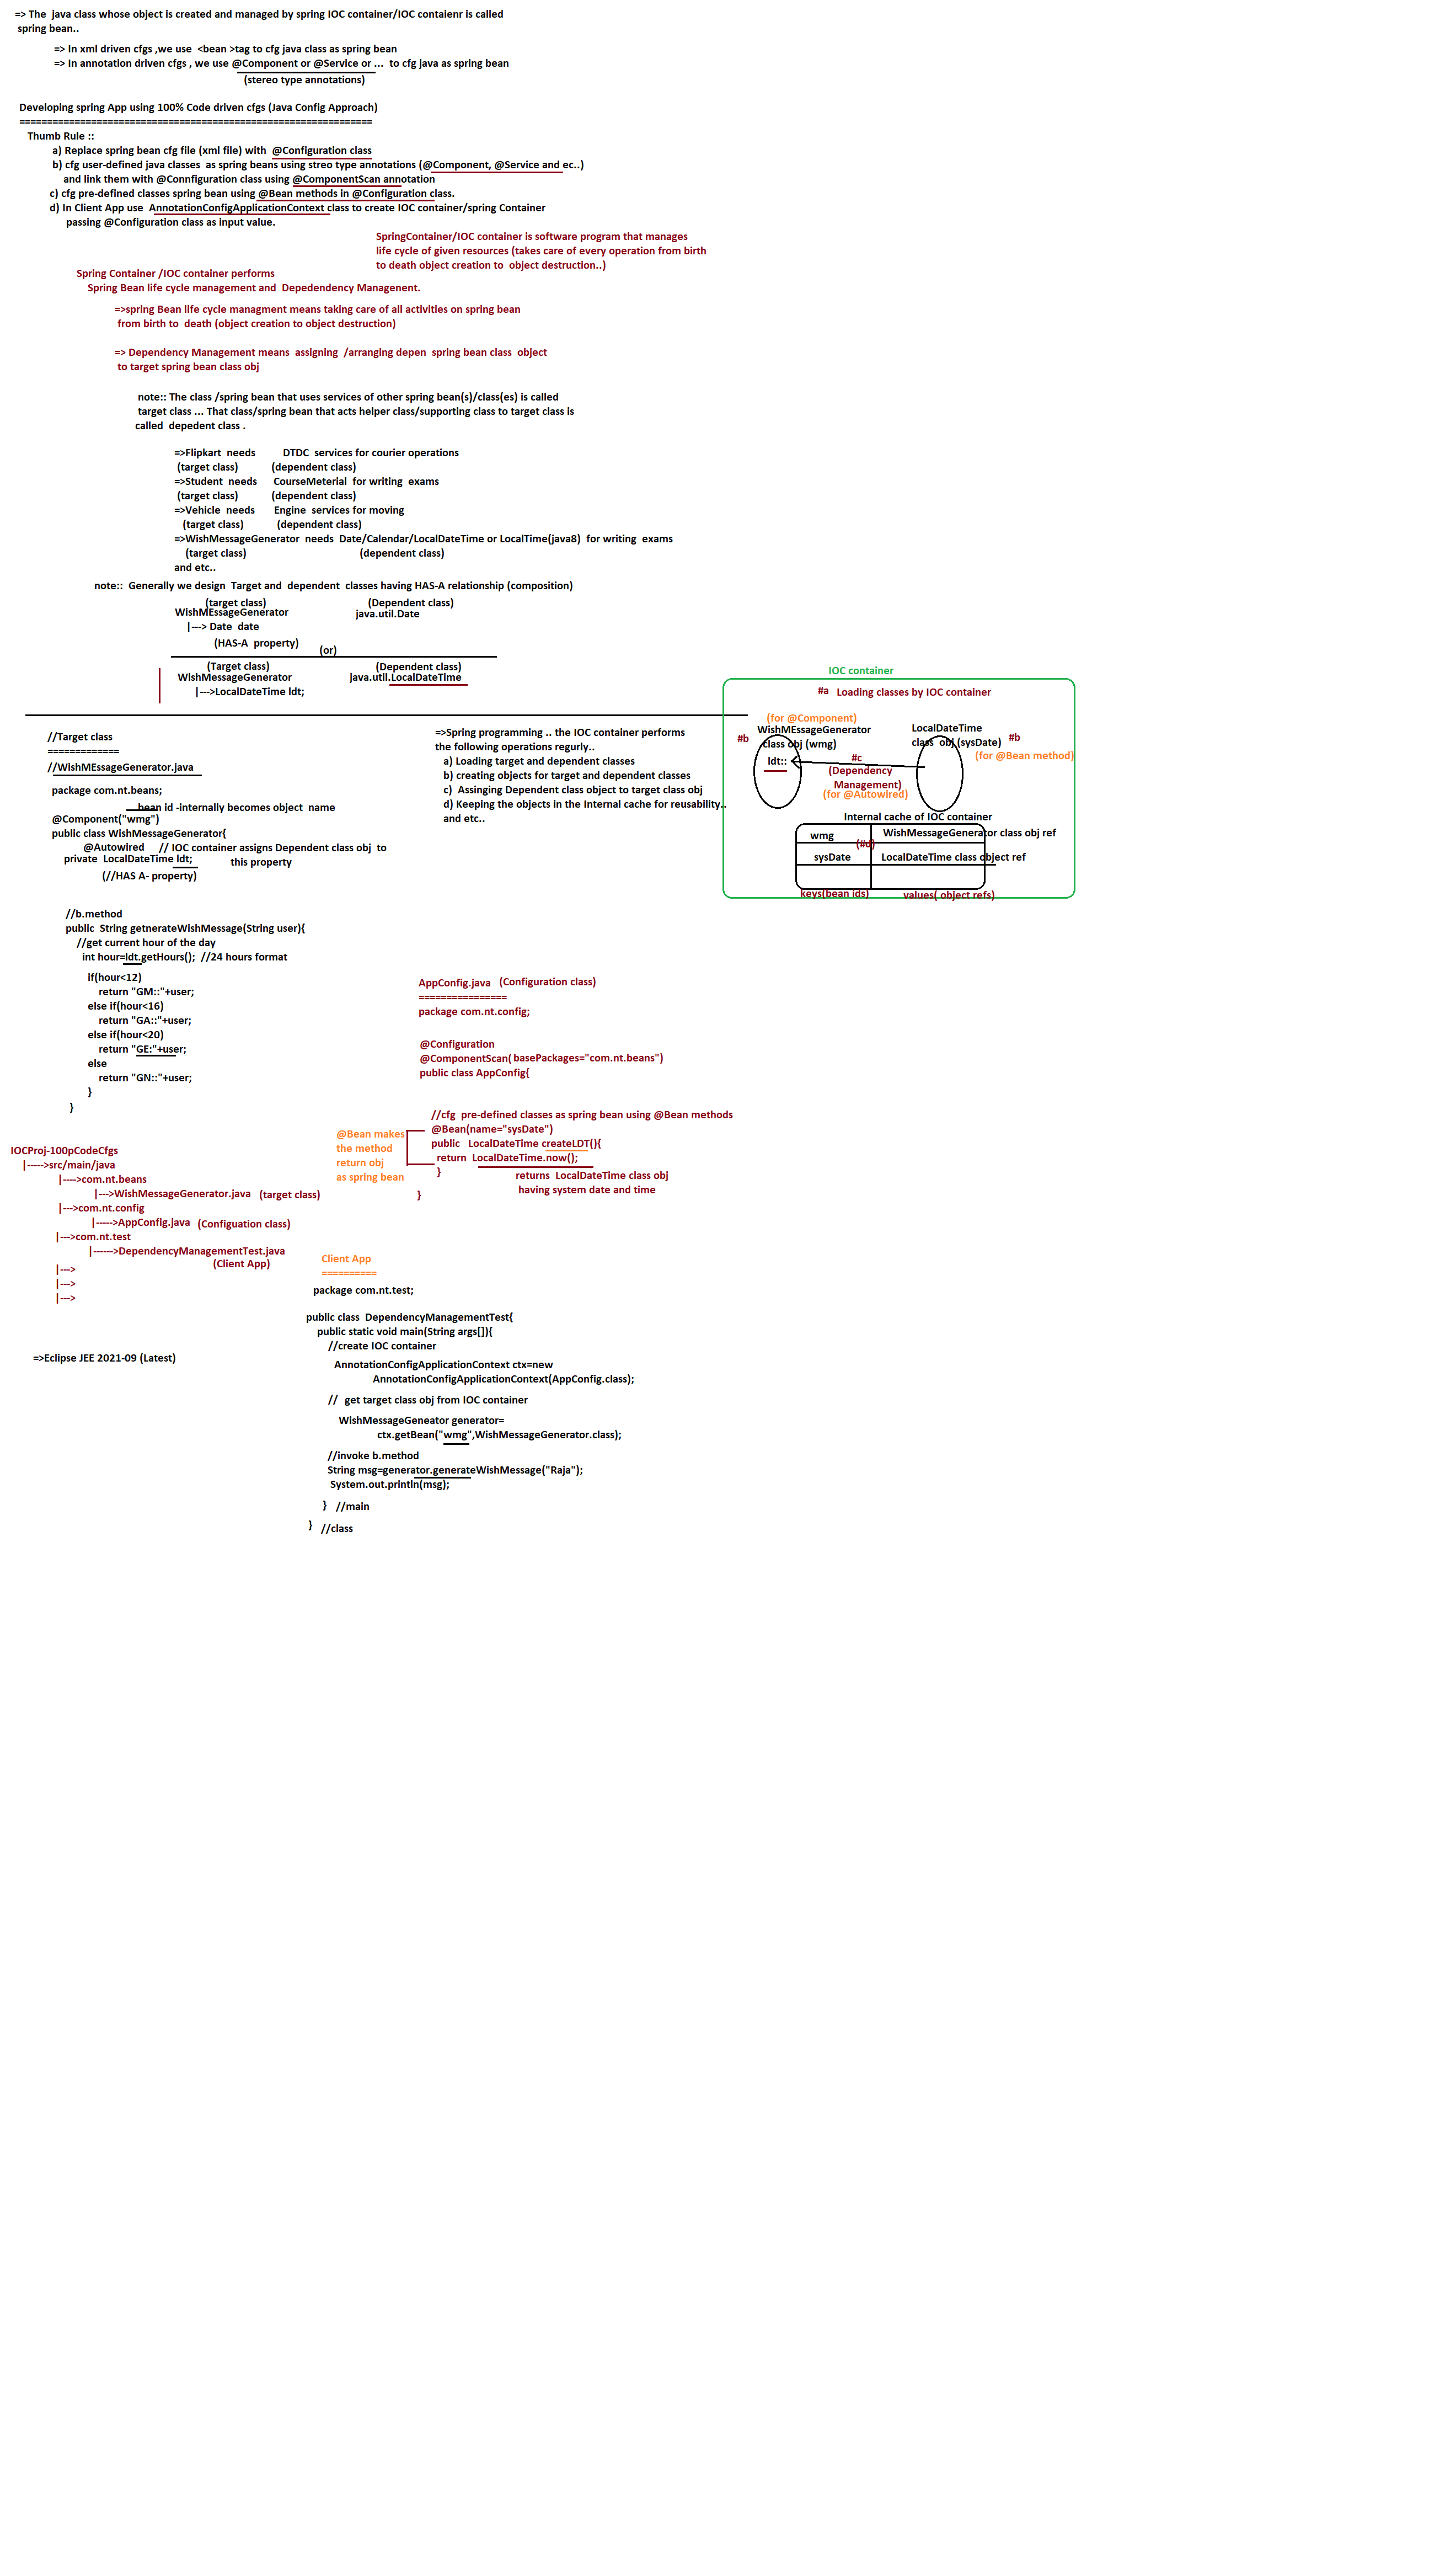 => The  java class whose object is created and managed by spring IOC container/IOC contaienr is called
spring bean..
=> In xml driven cfgs ,we use  <bean >tag to cfg java class as spring bean
=> In annotation driven cfgs , we use @Component or @Service or ...  to cfg java as spring bean
(stereo type annotations)
Developing spring App using 100% Code driven cfgs (Java Config Approach)
================================================================
Thumb Rule ::
a) Replace spring bean cfg file (xml file) with  @Configuration class
b) cfg user-defined java classes  as spring beans using streo type annotations (@Component, @Service and ec..)
and link them with @Connfiguration class using @ComponentScan annotation
c) cfg pre-defined classes spring bean using @Bean methods in @Configuration class.
d) In Client App use  AnnotationConfigApplicationContext class to create IOC container/spring Container
passing @Configuration class as input value.
SpringContainer/IOC container is software program that manages
life cycle of given resources (takes care of every operation from birth
to death object creation to  object destruction..)
Spring Container /IOC container performs
Spring Bean life cycle management and  Depedendency Managenent.
=>spring Bean life cycle managment means taking care of all activities on spring bean
from birth to  death (object creation to object destruction)
=> Dependency Management means  assigning  /arranging depen  spring bean class  object
to target spring bean class obj
note:: The class /spring bean that uses services of other spring bean(s)/class(es) is called
target class ... That class/spring bean that acts helper class/supporting class to target class is
called  depedent class .
=>Flipkart  needs          DTDC  services for courier operations
(target class)            (dependent class)
=>Student  needs      CourseMeterial  for writing  exams
(target class)            (dependent class)
=>Vehicle  needs       Engine  services for moving
(target class)            (dependent class)
=>WishMessageGenerator  needs  Date/Calendar/LocalDateTime or LocalTime(java8)  for writing  exams
(target class)                                         (dependent class)
and etc..
note::  Generally we design  Target and  dependent  classes having HAS-A relationship (composition)
(target class)                                     (Dependent class)
WishMEssageGenerator                        java.util.Date
|---> Date  date
(HAS-A  property)
(or)
(Target class)                                      (Dependent class)
WishMessageGenerator                     java.util.LocalDateTime
|--->LocalDateTime ldt;
IOC container
#a   Loading classes by IOC container
(for @Component)
WishMEssageGenerator
class obj (wmg)
#b
LocalDateTime
class  obj (sysDate)
#b
(for @Bean method)
ldt::
#c
(Dependency
Management)
(for @Autowired)
Internal cache of IOC container
wmg   WishMessageGenerator class obj ref
(#d)
sysDate   LocalDateTime class object ref
keys(bean ids)   values( object refs)
//Target class
=============
//WishMEssageGenerator.java
package com.nt.beans;
bean id -internally becomes object  name
@Component("wmg")
public class WishMessageGenerator{
@Autowired     // IOC container assigns Dependent class obj  to
private  LocalDateTime ldt;   this property
(//HAS A- property)
=>Spring programming .. the IOC container performs
the following operations regurly..
a) Loading target and dependent classes
b) creating objects for target and dependent classes
c)  Assinging Dependent class object to target class obj
d) Keeping the objects in the Internal cache for reusability..
and etc..
//b.method
public  String getnerateWishMessage(String user){
//get current hour of the day
int hour=ldt.getHours();  //24 hours format
if(hour<12)
return "GM::"+user;
else if(hour<16)
return "GA::"+user;
else if(hour<20)
return "GE:"+user;
else
return "GN::"+user;
}
}
AppConfig.java   (Configuration class)
================
package com.nt.config;
@Configuration
@ComponentScan( basePackages="com.nt.beans")
public class AppConfig{
//cfg  pre-defined classes as spring bean using @Bean methods
@Bean(name="sysDate")
public   LocalDateTime createLDT(){
return  LocalDateTime.now();
}
returns  LocalDateTime class obj
having system date and time
}
@Bean makes
the method
return obj
as spring bean
IOCProj-100pCodeCfgs
|----->src/main/java
|---->com.nt.beans
|--->WishMessageGenerator.java   (target class)
|--->com.nt.config
|----->AppConfig.java   (Configuation class)
|--->com.nt.test
|------>DependencyManagementTest.java
(Client App)
|--->
|--->
|--->
=>Eclipse JEE 2021-09 (Latest)
Client App
==========
package com.nt.test;
public class  DependencyManagementTest{
public static void main(String args[]){
//create IOC container
AnnotationConfigApplicationContext ctx=new
AnnotationConfigApplicationContext(AppConfig.class);
//  get target class obj from IOC container
WishMessageGeneator generator=
ctx.getBean("wmg",WishMessageGenerator.class);
//invoke b.method
String msg=generator.generateWishMessage("Raja");
System.out.println(msg);
}   //main
}   //class